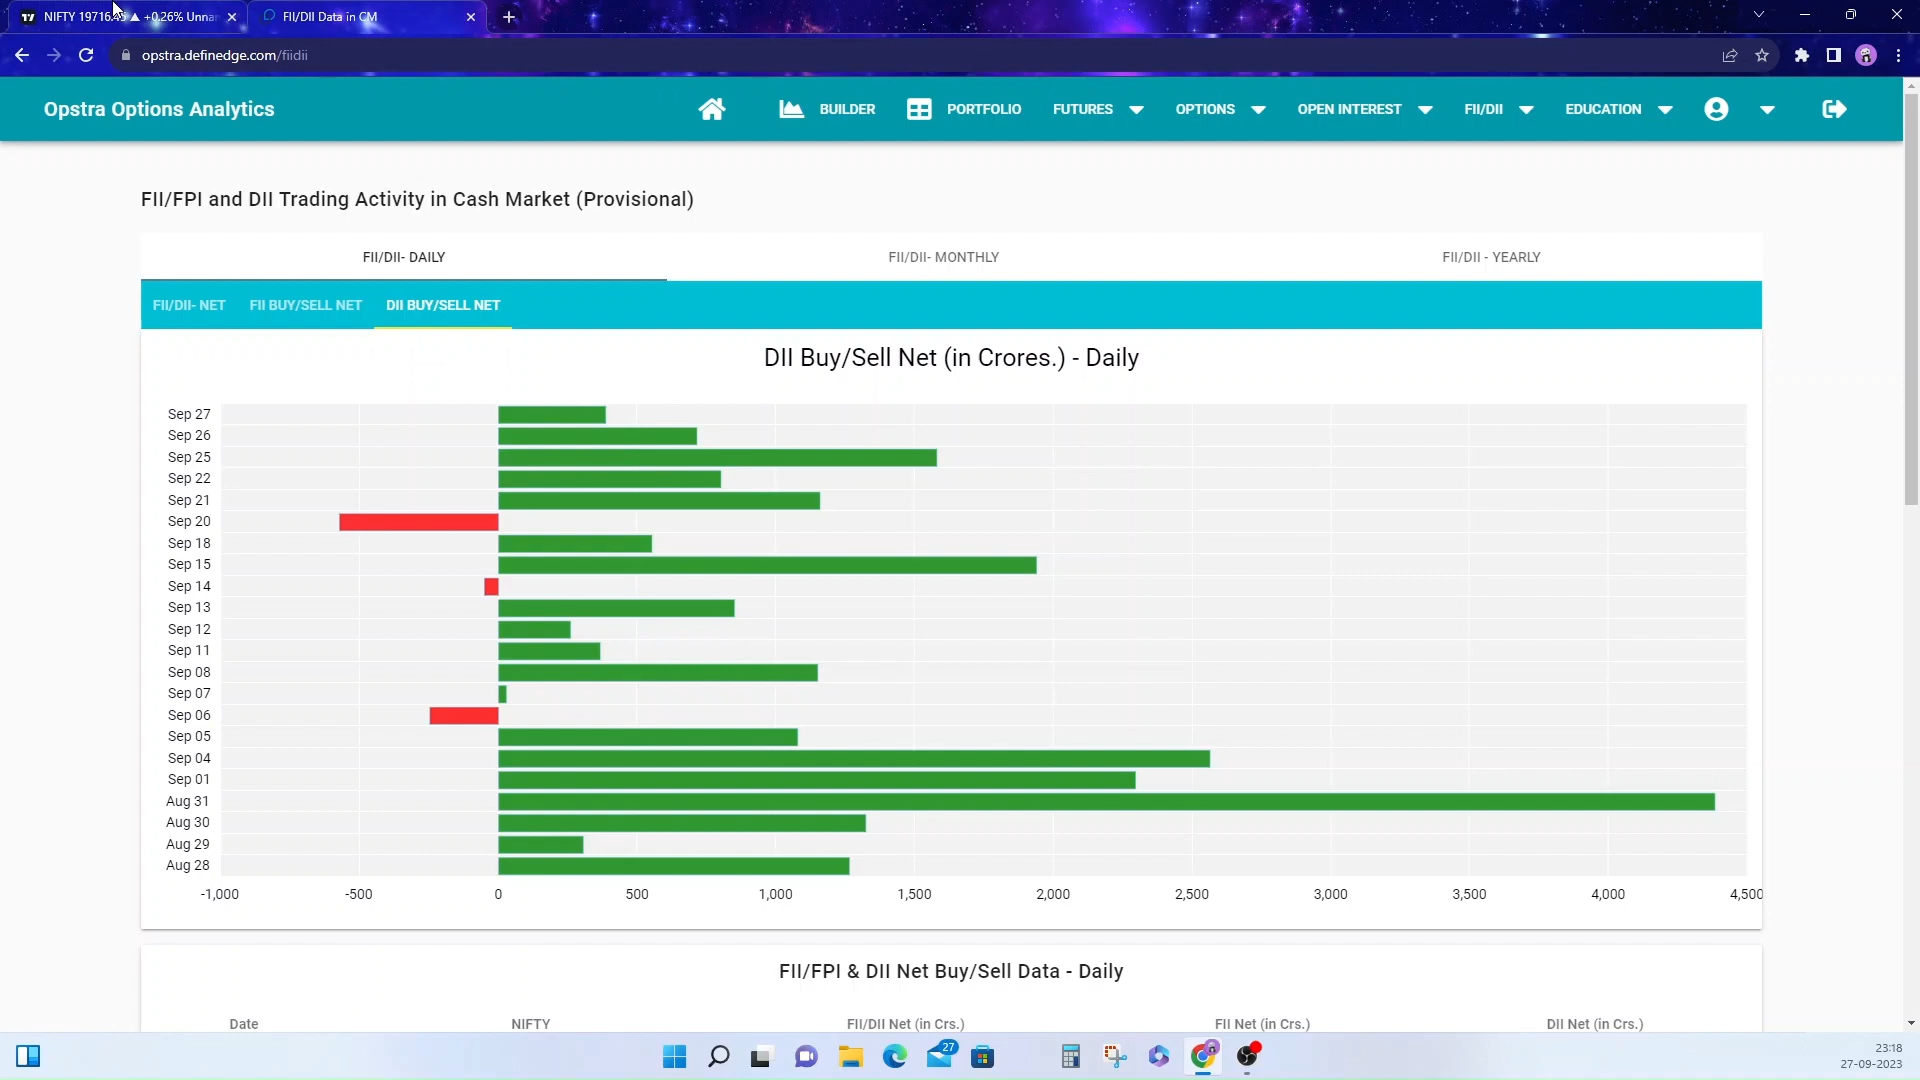 NIFTY 19716.45 ▲ +0.26% Unnar
FII/DII Data in CM
opstra.definedge.com/fiidii
Opstra Options Analytics
BUILDER
PORTFOLIO
FUTURES
OPTIONS
OPEN INTEREST
FII/DII
EDUCATION
FII/FPI and DII Trading Activity in Cash Market (Provisional)
FII/DII- DAILY
FII/DII- MONTHLY
FII/DII - YEARLY
FII/DII- NET
FII BUY/SELL NET
DII BUY/SELL NET
DII Buy/Sell Net (in Crores.) - Daily
Sep 27
Sep 26
Sep 25
Sep 22
Sep 21
Sep 20
Sep 18
Sep 15
Sep 14
Sep 13
Sep 12
Sep 11
Sep 08
Sep 07
Sep 06
Sep 05
Sep 04
Sep 01
Aug 31
Aug 30
Aug 29
Aug 28
-1,000
-500
0
500
1,000
1,500
2,000
2,500
3,000
3,500
4,000
4,500
FII/FPI & DII Net Buy/Sell Data - Daily
Date
NIFTY
FII/DII Net (in Crs.)
FII Net (in Crs.)
DII Net (in Crs.)
27
23:18
27-09-2023